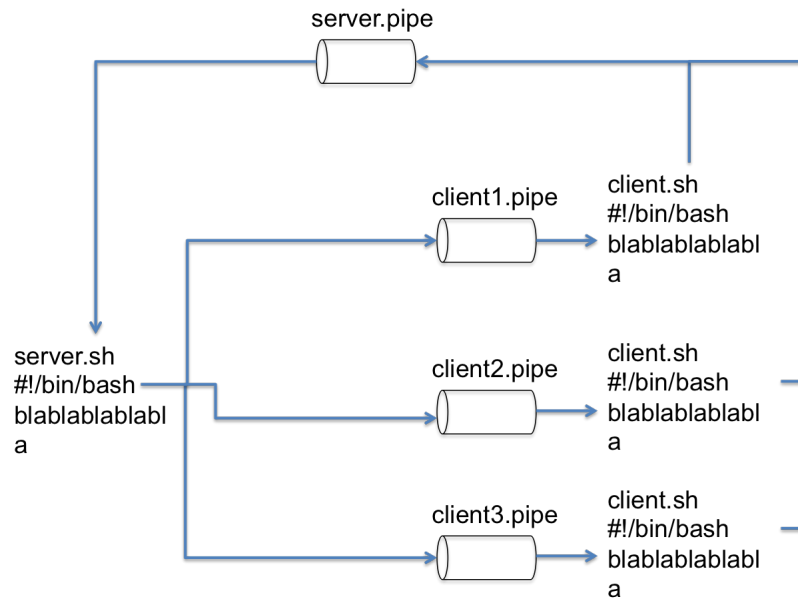 server.pipe
client1.pipe
client.sh
#!/bin/bash
blablablablabl
a
server.sh
#!/bin/bash
blablablablabl
a
client2.pipe
client.sh
#!/bin/bash
blablablablabl
a
client3.pipe
client.sh
#!/bin/bash
blablablablabl
a